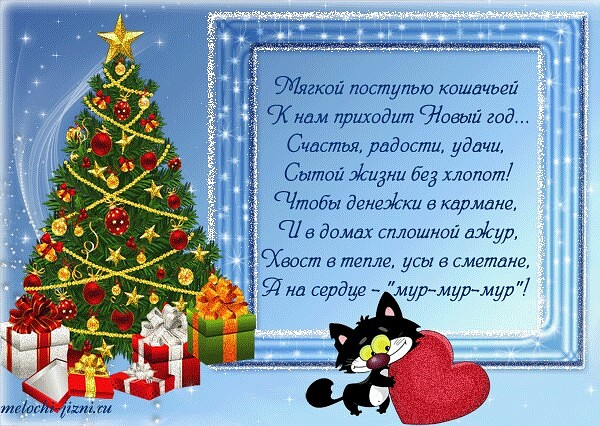 Мягкой поступью кошачьей
К нам приходит Новый год...
Счастья, радости, удачи,
Сытой жизни без хлопот!
Чтобы денежки в кармане,
И в домах сплошной ажур,
Хвост в тепле, усы в сметане,
А на сердце - "мур-мур-мур"!
melochi-jizni.ru